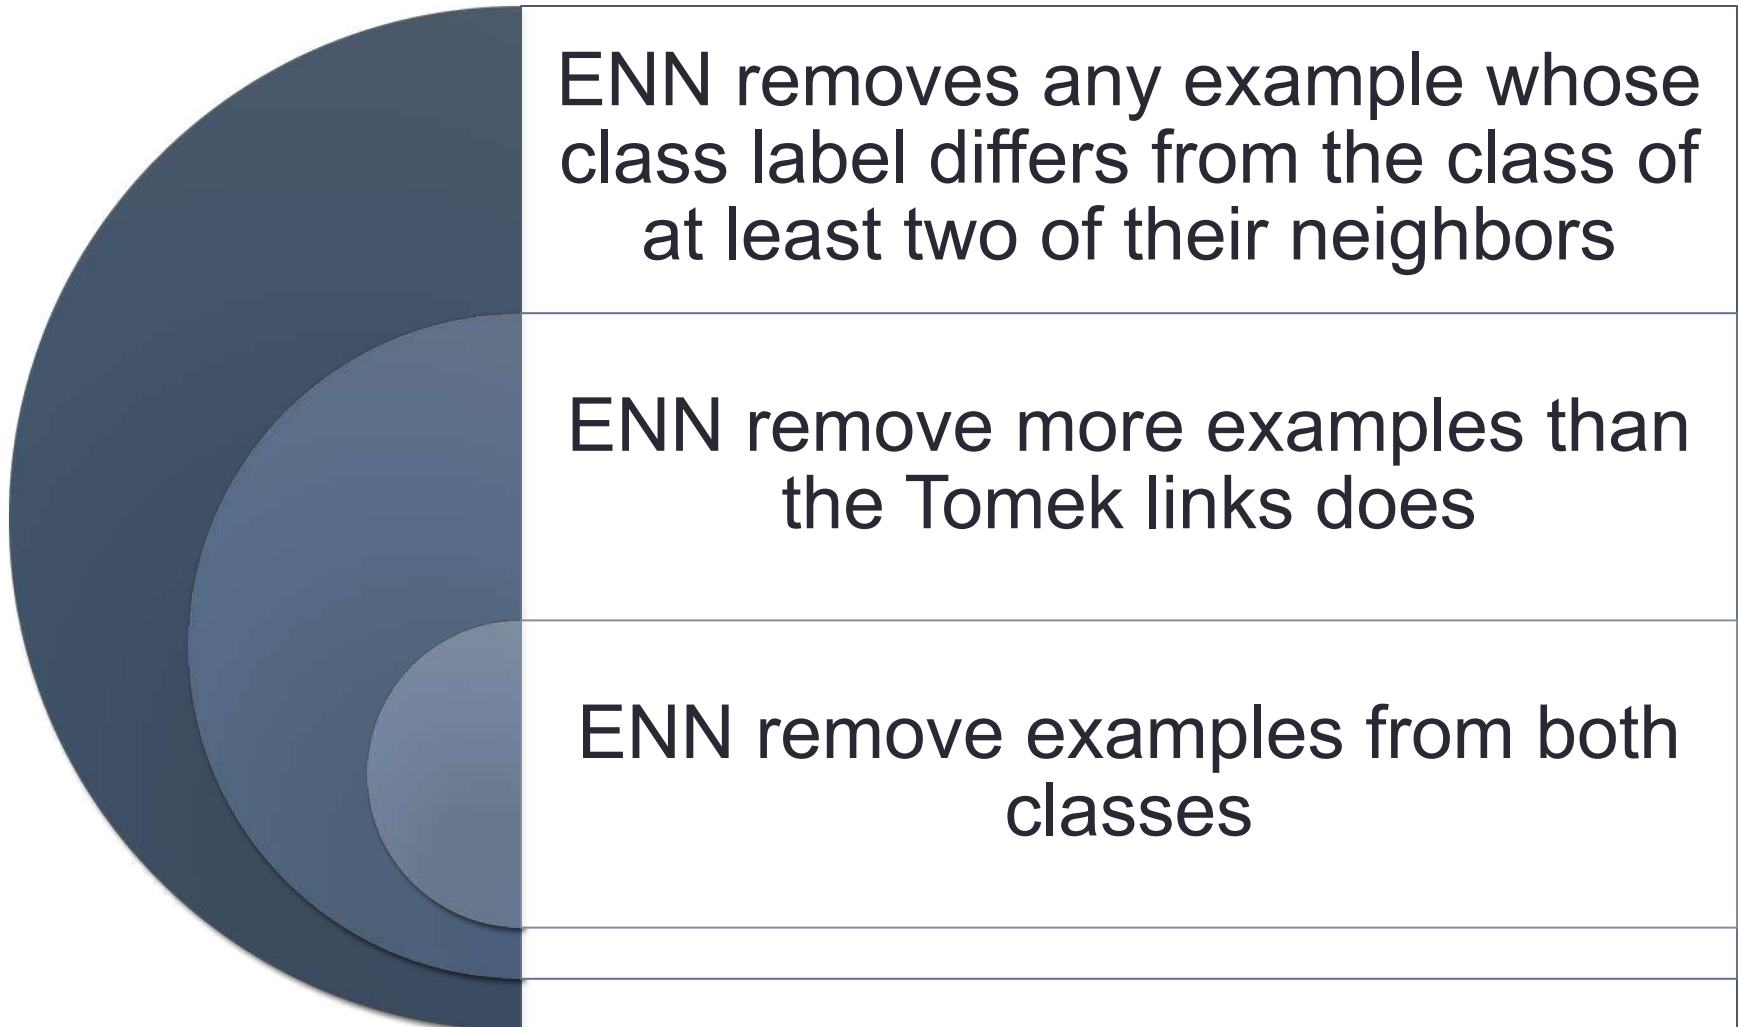 ENN removes any example whose
class label differs from the class of
at least two of their neighbors
ENN remove more examples than
the Tomek links does
ENN remove examples from both
classes